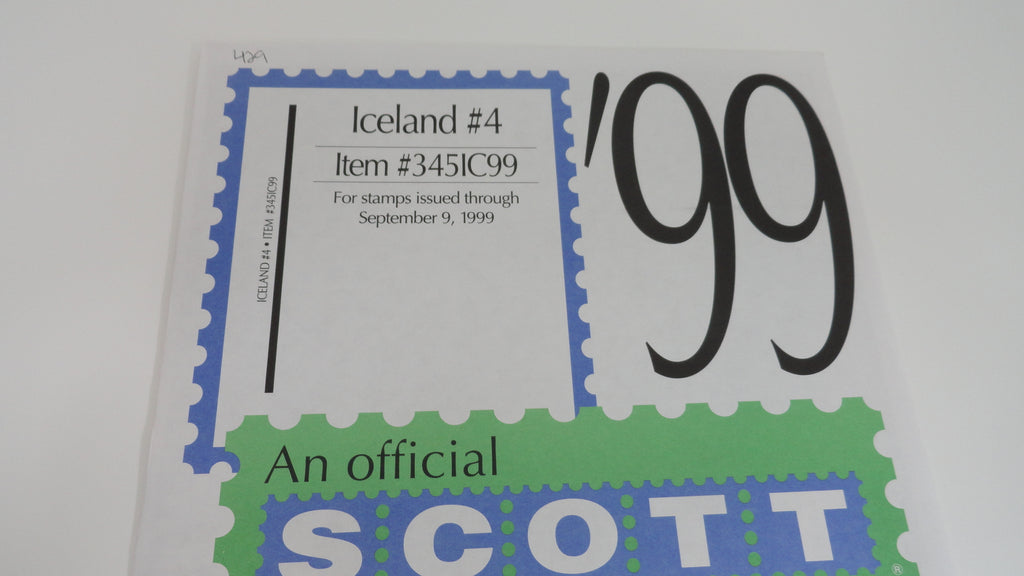 429
Iceland #4
'99
Item #345IC99
For stamps issued through
September 9, 1999
ICELAND #4 • ITEM #345IC99
An official
SCOTT
®